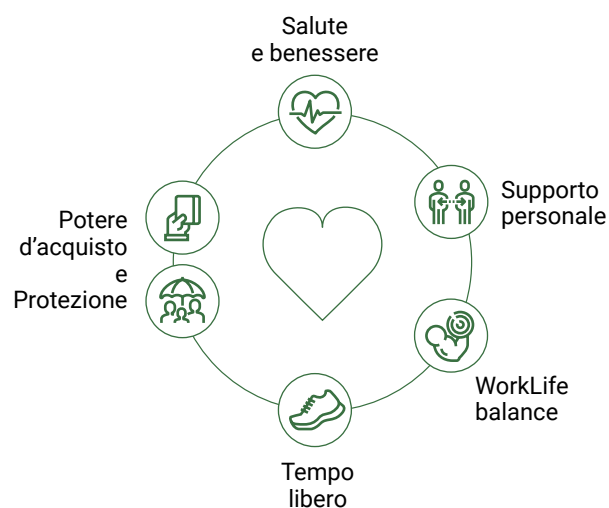 Salute
e benessere
Supporto
personale
WorkLife
balance
Tempo
libero
Potere
d’acquisto
e
Protezione